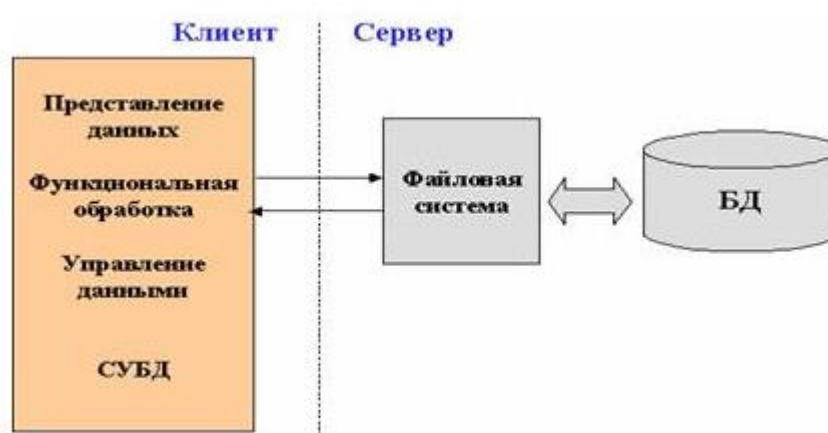 Клиент
Сервер
Представление
данных
Функциональная
обработка
Управление
данными
СУБД
Файловая
система
БД